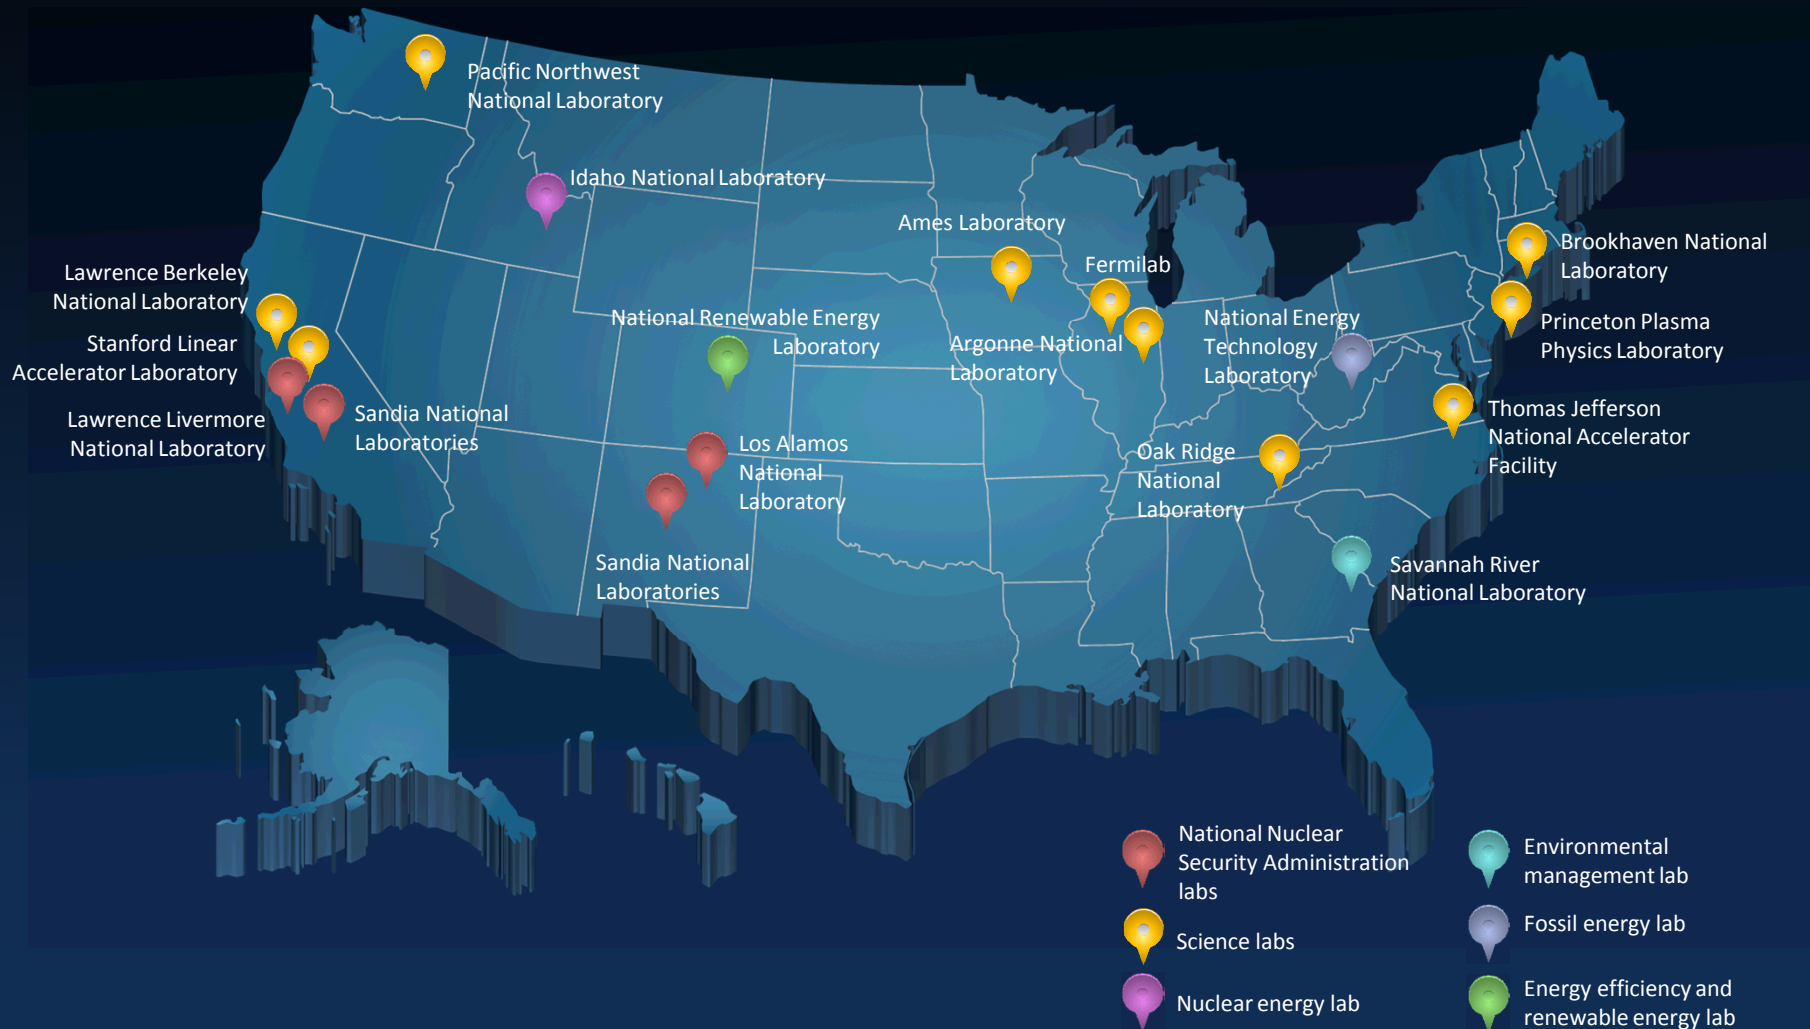 Pacific Northwest
National Laboratory
Idaho National Laboratory
Ames Laboratory
Fermilab
Brookhaven National
Laboratory
Lawrence Berkeley
National Laboratory
National Renewable Energy
Laboratory
Argonne National
Laboratory
National Energy
Technology
Laboratory
Princeton Plasma
Physics Laboratory
Stanford Linear
Accelerator Laboratory
Lawrence Livermore
National Laboratory
Sandia National
Laboratories
Los Alamos
National
Laboratory
Oak Ridge
National
Laboratory
Thomas Jefferson
National Accelerator
Facility
Sandia National
Laboratories
Savannah River
National Laboratory
National Nuclear
Security Administration
labs
Science labs
Nuclear energy lab
Environmental
management lab
Fossil energy lab
Energy efficiency and
renewable energy lab